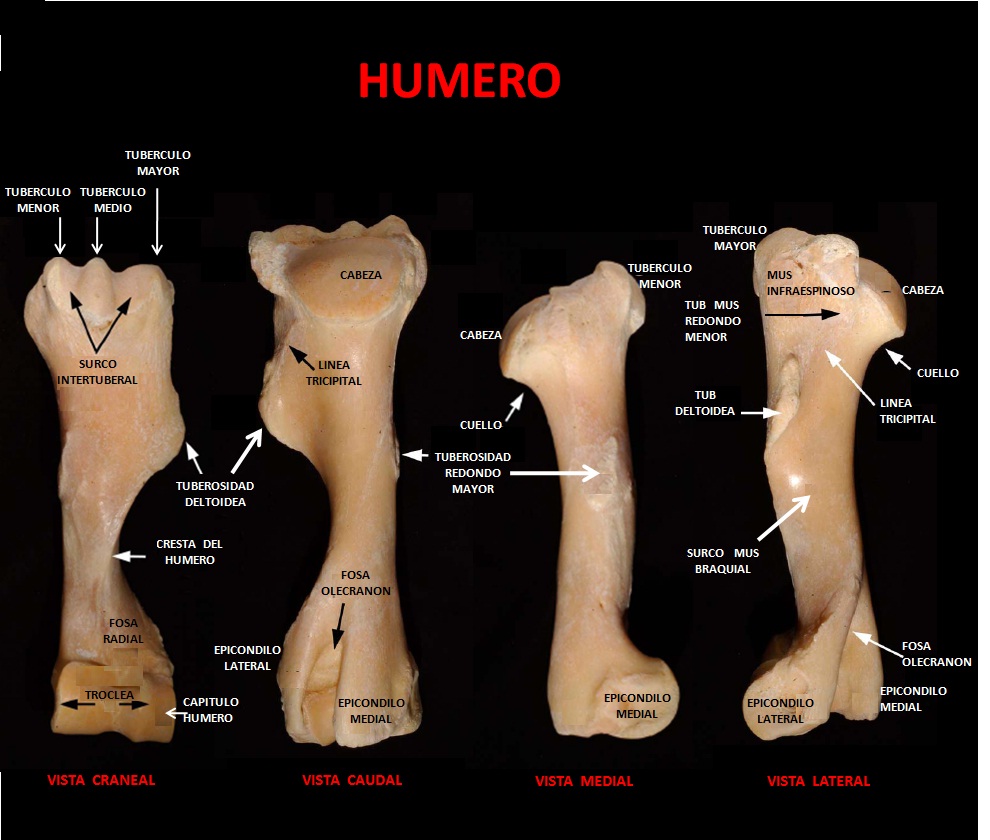 HUMERO
TUBERCULO
MAYOR
TUBERCULO
MENOR
TUBERCULO
MEDIO
SURCO
INTERTUBERAL
TUBEROSIDAD
DELTOIDEA
CRESTA DEL
HUMERO
FOSA
RADIAL
TROCLEA
CAPITULO
HUMERO
VISTA CRANEAL
CABEZA
LINEA
TRICIPITAL
TUBEROSIDAD
REDONDO
MAYOR
FOSA
OLECRANON
EPICONDILO
LATERAL
EPICONDILO
MEDIAL
VISTA CAUDAL
TUBERCULO
MENOR
CABEZA
CUELLO
EPICONDILO
MEDIAL
VISTA MEDIAL
TUBERCULO
MAYOR
MUS
INFRAESPINOSO
CABEZA
TUB MUS
REDONDO
MENOR
CUELLO
TUB
DELTOIDEA
LINEA
TRICIPITAL
SURCO MUS
BRAQUIAL
FOSA
OLECRANON
EPICONDILO
MEDIAL
EPICONDILO
LATERAL
VISTA LATERAL